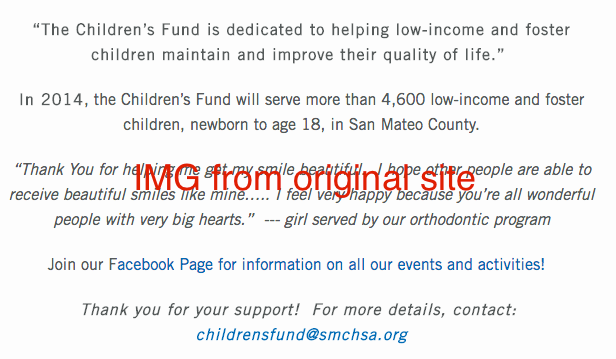 “The Children’s Fund is dedicated to helping low-income and foster
children maintain and improve their quality of life.”
In 2014, the Children’s Fund will serve more than 4,600 low-income and foster
children, newborn to age 18, in San Mateo County.
“Thank You for helping me get my smile beautiful.  I hope other people are able to
IMG from original site
receive beautiful smiles like mine..... I feel very happy because you’re all wonderful
people with very big hearts.”  --- girl served by our orthodontic program
Join our Facebook Page for information on all our events and activities!
Thank you for your support!  For more details, contact:
childrensfund@smchsa.org